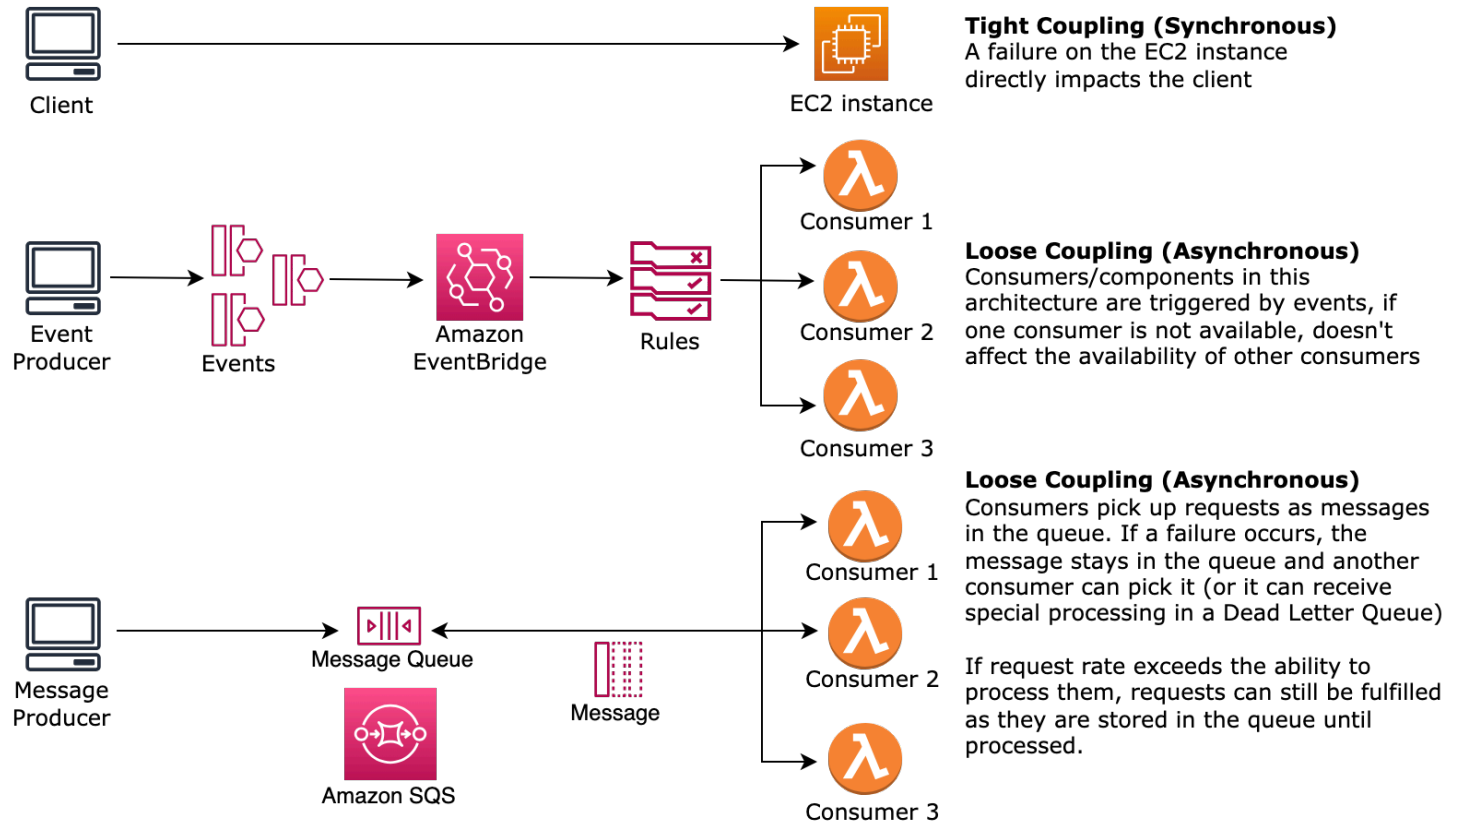 Client
EC2 instance
Tight Coupling (Synchronous)
A failure on the EC2 instance
directly impacts the client
Event
Producer
Events
Amazon
EventBridge
Rules
Consumer 1
Consumer 2
Consumer 3
Loose Coupling (Asynchronous)
Consumers/components in this
architecture are triggered by events, if
one consumer is not available, doesn't
affect the availability of other consumers
Message
Producer
Message Queue
Amazon SQS
Message
Consumer 1
Consumer 2
Consumer 3
Loose Coupling (Asynchronous)
Consumers pick up requests as messages
in the queue. If a failure occurs, the
message stays in the queue and another
consumer can pick it (or it can receive
special processing in a Dead Letter Queue)
If request rate exceeds the ability to
process them, requests can still be fulfilled
as they are stored in the queue until
processed.